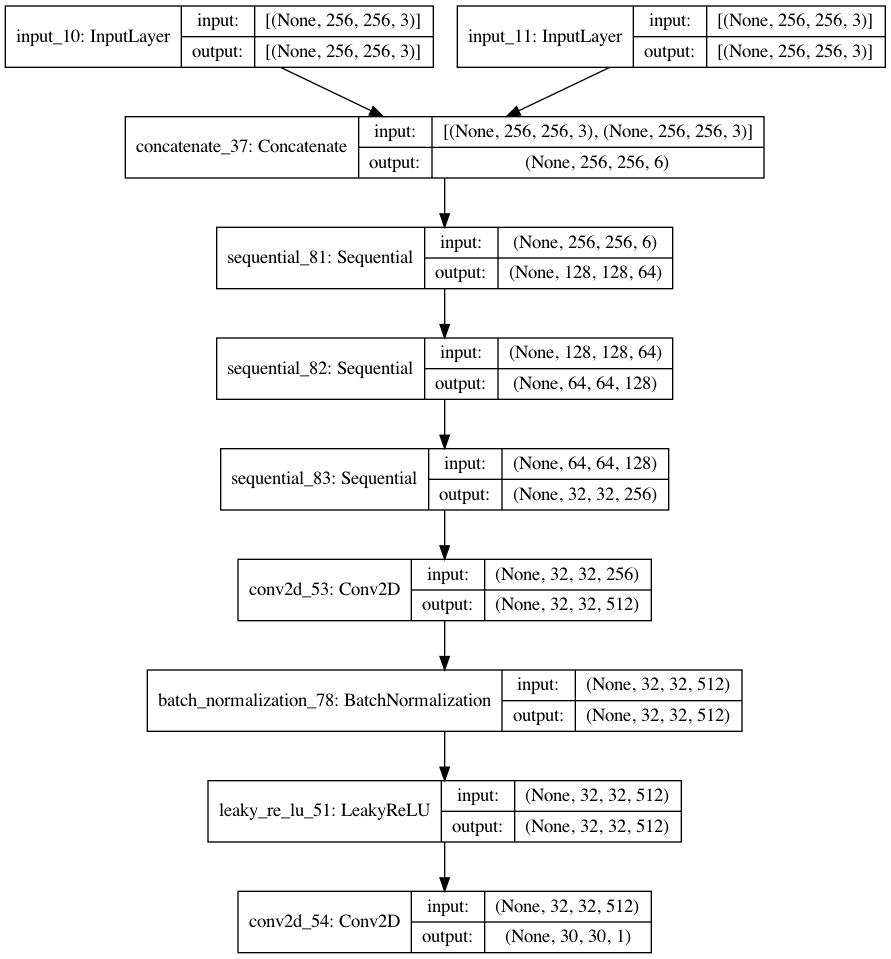 input_10: InputLayer
input:
[(None, 256, 256, 3)]
output:
[(None, 256, 256, 3)]
input_11: InputLayer
input:
[(None, 256, 256, 3)]
output:
[(None, 256, 256, 3)]
concatenate_37: Concatenate
input:
[(None, 256, 256, 3), (None, 256, 256, 3)]
output:
(None, 256, 256, 6)
sequential_81: Sequential
input:
(None, 256, 256, 6)
output:
(None, 128, 128, 64)
sequential_82: Sequential
input:
(None, 128, 128, 64)
output:
(None, 64, 64, 128)
sequential_83: Sequential
input:
(None, 64, 64, 128)
output:
(None, 32, 32, 256)
conv2d_53: Conv2D
input:
(None, 32, 32, 256)
output:
(None, 32, 32, 512)
batch_normalization_78: BatchNormalization
input:
(None, 32, 32, 512)
output:
(None, 32, 32, 512)
leaky_re_lu_51: LeakyReLU
input:
(None, 32, 32, 512)
output:
(None, 32, 32, 512)
conv2d_54: Conv2D
input:
(None, 32, 32, 512)
output:
(None, 30, 30, 1)